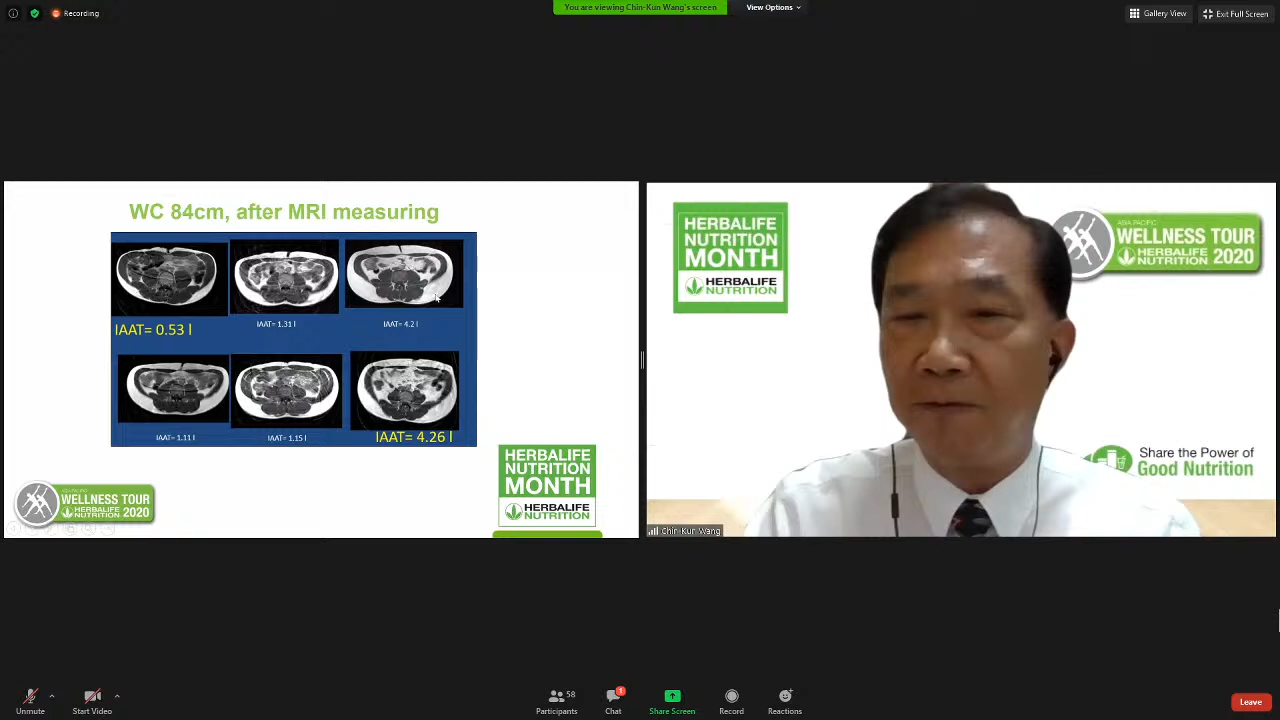 Recording
You are viewing Chin-Kun Wang's screen
View Options
Gallery View
Exit Full Screen
WC 84cm, after MRI measuring
IAAT= 0.53 l
IAAT= 1.31 l
IAAT= 4.2 l
IAAT= 1.11 l
IAAT= 1.15 l
IAAT= 4.26 l
ASIA PACIFIC
WELLNESS TOUR
HERBALIFE NUTRITION 2020
HERBALIFE
NUTRITION
MONTH
HERBALIFE
NUTRITION
HERBALIFE
NUTRITION
MONTH
HERBALIFE
NUTRITION
ASIA PACIFIC
WELLNESS TOUR
HERBALIFE NUTRITION 2020
Share the Power of
Good Nutrition
Chin-Kun Wang
Unmute
Start Video
58
Participants
1
Chat
Share Screen
Record
Reactions
Leave